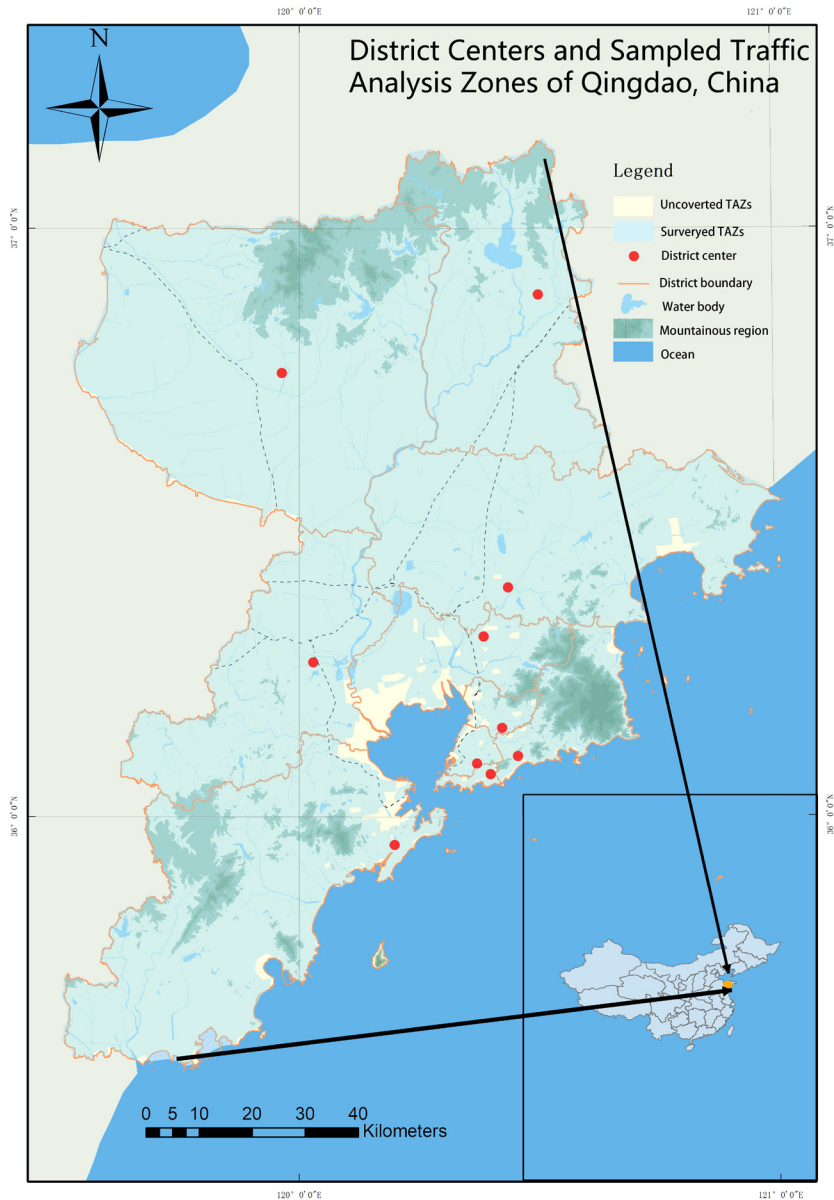 120° 0'0"E
121° 0'0"E
N
District Centers and Sampled Traffic
Analysis Zones of Qingdao, China
Legend
Uncoverted TAZs
Surveryed TAZs
District center
District boundary
Water body
Mountainous region
Ocean
37° 0'0"N
37° 0'0"N
36° 0'0"N
36° 0'0"N
0 5 10 20 30 40
Kilometers
120° 0'0"E
121° 0'0"E